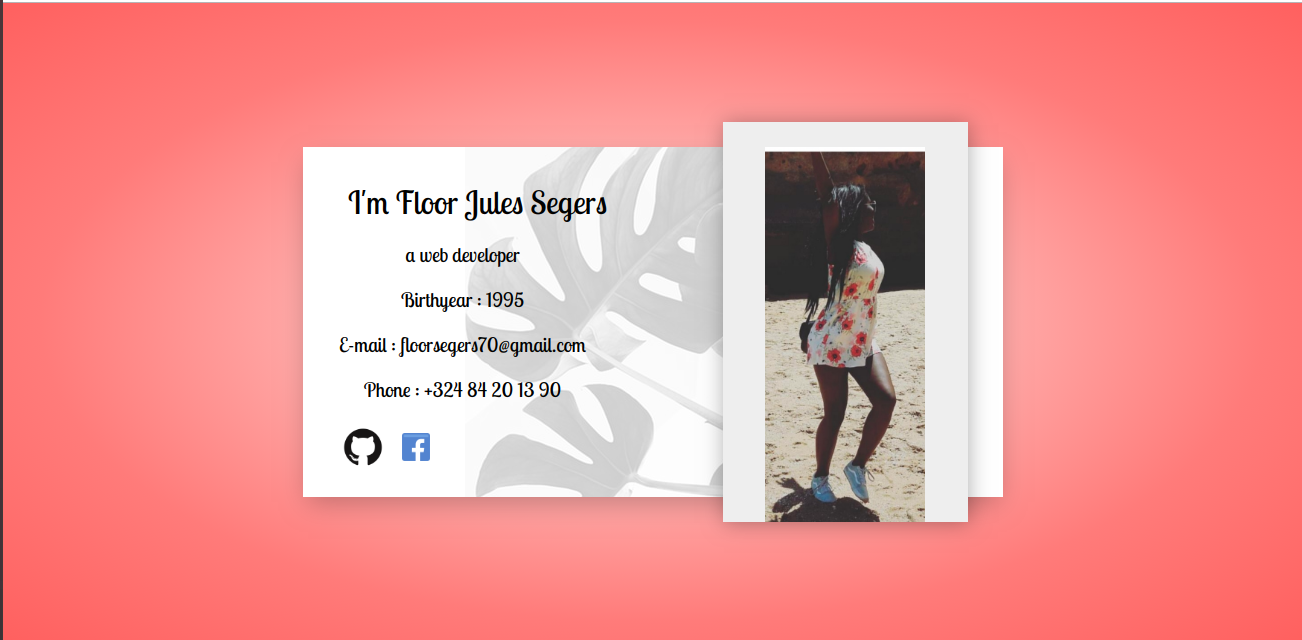 I'm Floor Jules Segers
a web developer
Birthyear : 1995
E-mail : floorsegers70@gmail.com
Phone : +324 84 20 13 90